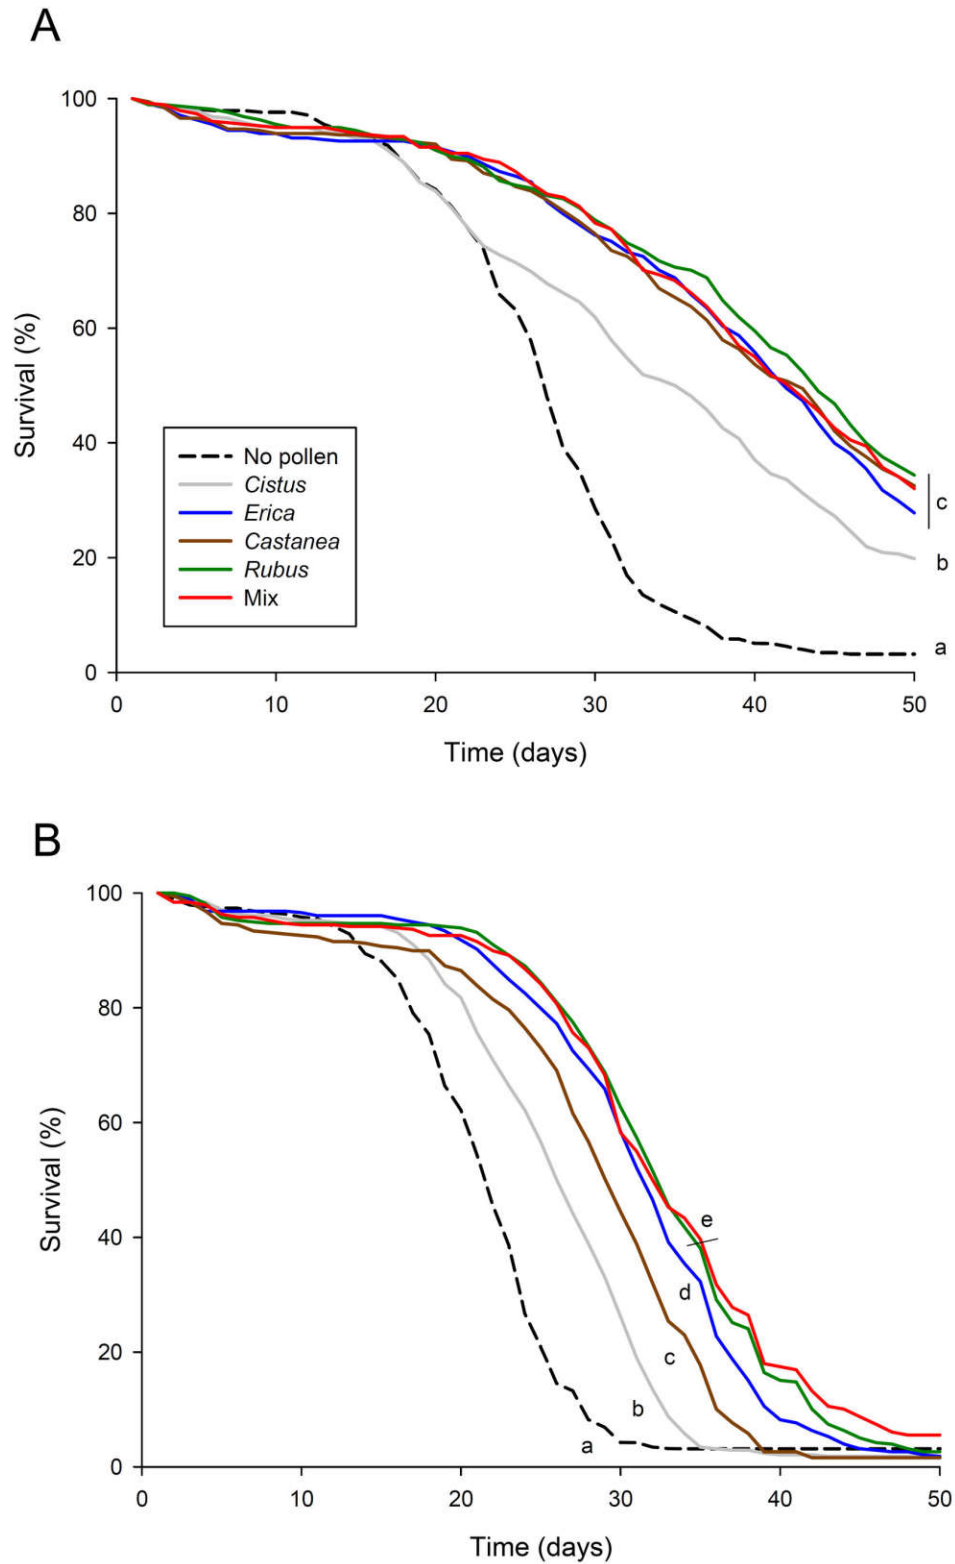 A
100
80
60
40
20
0
Survival (%)
No pollen
Cistus
Erica
Castanea
Rubus
Mix
c
b
a
0 10 20 30 40 50
Time (days)
B
100
80
60
40
20
0
Survival (%)
e
d
c
b
a
0 10 20 30 40 50
Time (days)